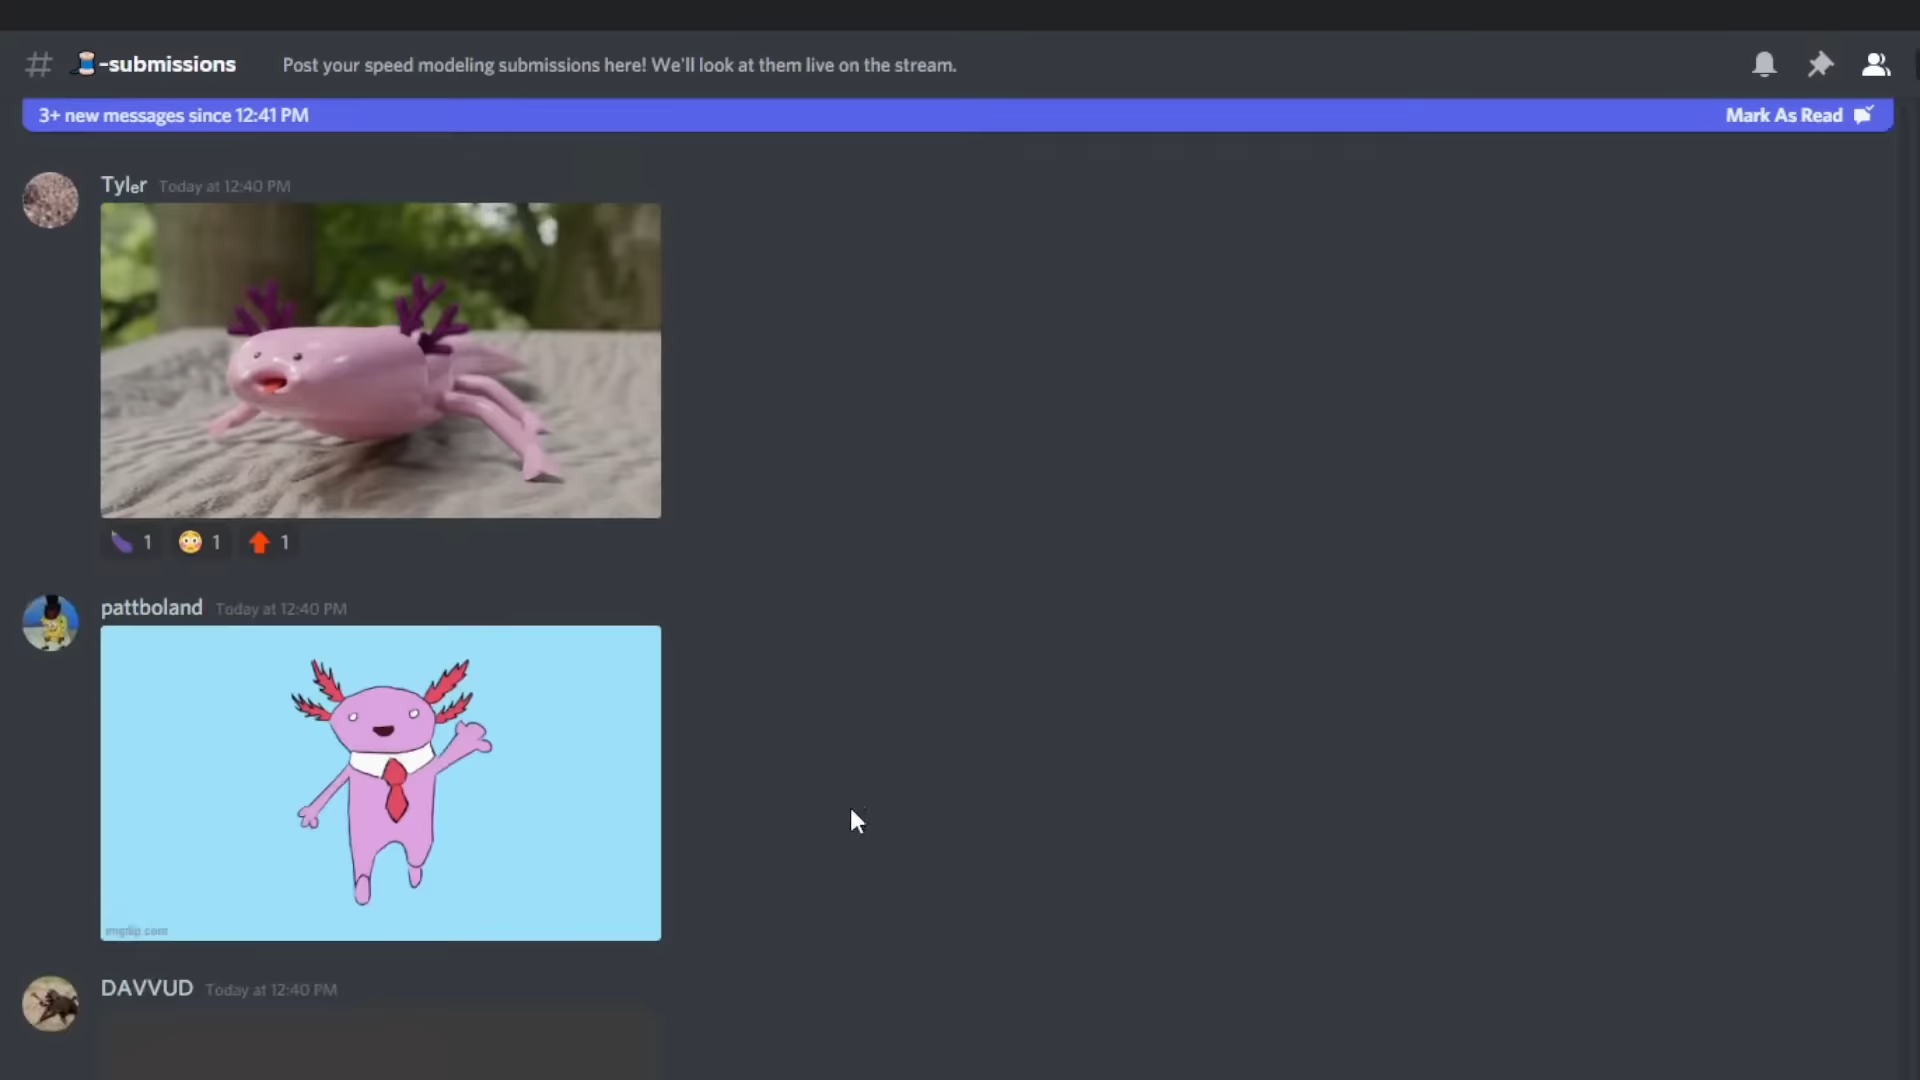 -submissions
Post your speed modeling submissions here! We'll look at them live on the stream.
3+ new messages since 12:41 PM
Mark As Read
Tyₗₑr Today at 12:40 PM
1 1 1
pattboland Today at 12:40 PM
imgflip.com
DAVVUD Today at 12:40 PM